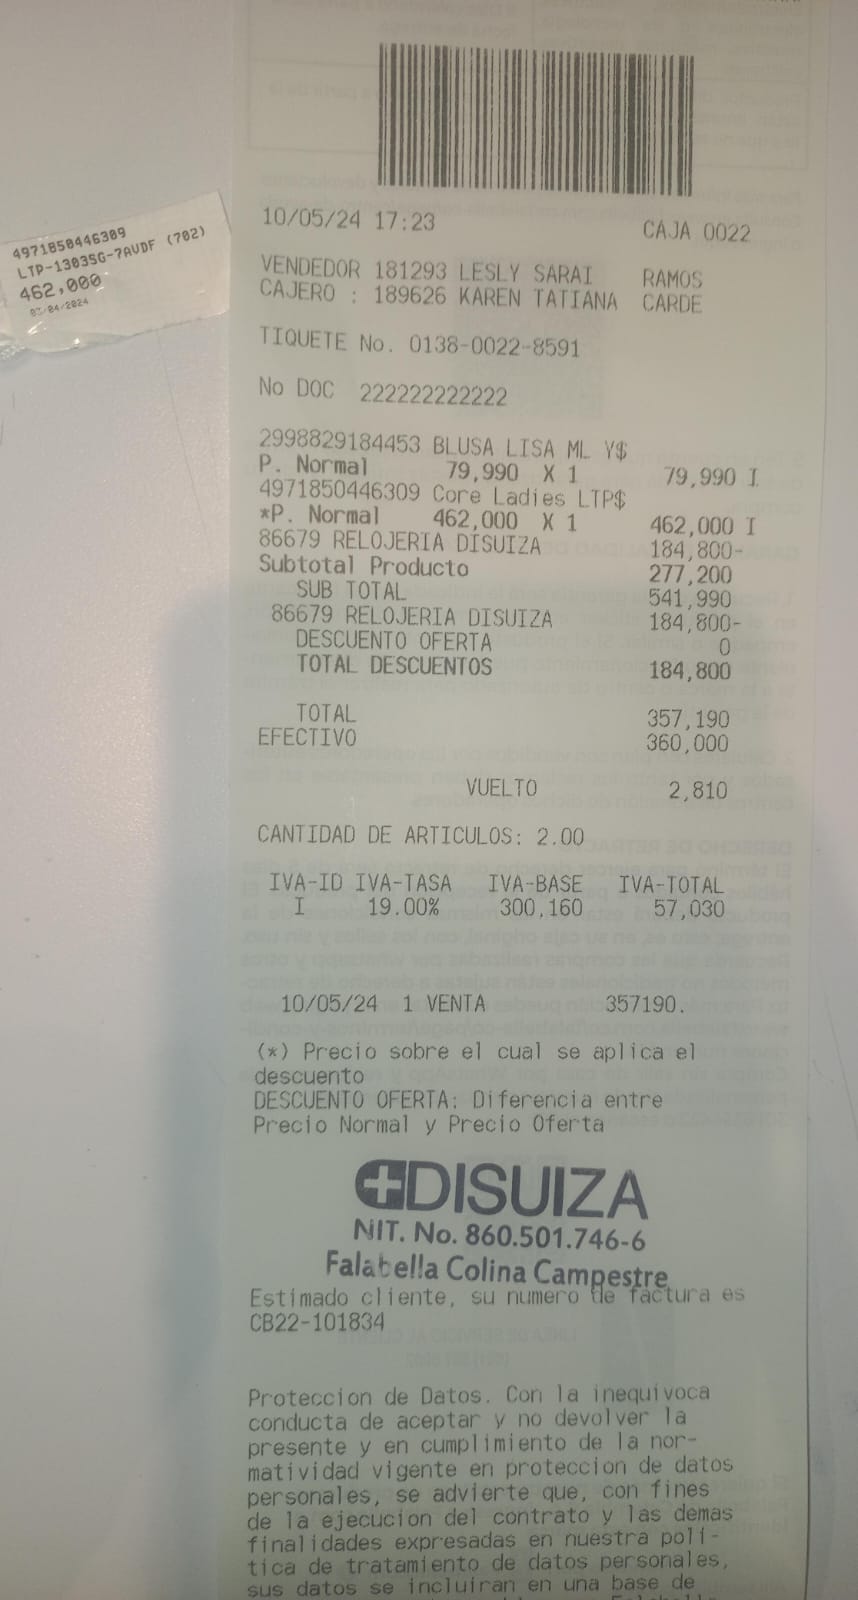 4971850446309
LTP-1303SG-7AVDF (702)
462,000
03/04/2024
10/05/24 17:23 CAJA 0022
VENDEDOR 181293 LESLY SARAI RAMOS
CAJERO : 189626 KAREN TATIANA CARDE
TIQUETE No. 0138-0022-8591
No DOC 222222222222
2998829184453 BLUSA LISA ML Y$
P. Normal 79,990 X 1 79,990 I
4971850446309 Core Ladies LTP$
*P. Normal 462,000 X 1 462,000 I
86679 RELOJERIA DISUIZA 184,800-
Subtotal Producto 277,200
SUB TOTAL 541,990
86679 RELOJERIA DISUIZA 184,800-
DESCUENTO OFERTA 0
TOTAL DESCUENTOS 184,800
TOTAL 357,190
EFECTIVO 360,000
VUELTO 2,810
CANTIDAD DE ARTICULOS: 2.00
IVA-ID IVA-TASA IVA-BASE IVA-TOTAL
I 19.00% 300,160 57,030
10/05/24 1 VENTA 357190.
(*) Precio sobre el cual se aplica el
descuento
DESCUENTO OFERTA: Diferencia entre
Precio Normal y Precio Oferta
DISUIZA
NIT. No. 860.501.746-6
Falabella Colina Campestre
Estimado cliente, su numero de factura es
CB22-101834
Proteccion de Datos. Con la inequivoca
conducta de aceptar y no devolver la
presente y en cumplimiento de la nor-
matividad vigente en proteccion de datos
personales, se advierte que, con fines
de la ejecucion del contrato y las demas
finalidades expresadas en nuestra poli-
tica de tratamiento de datos personales,
sus datos se incluiran en una base de